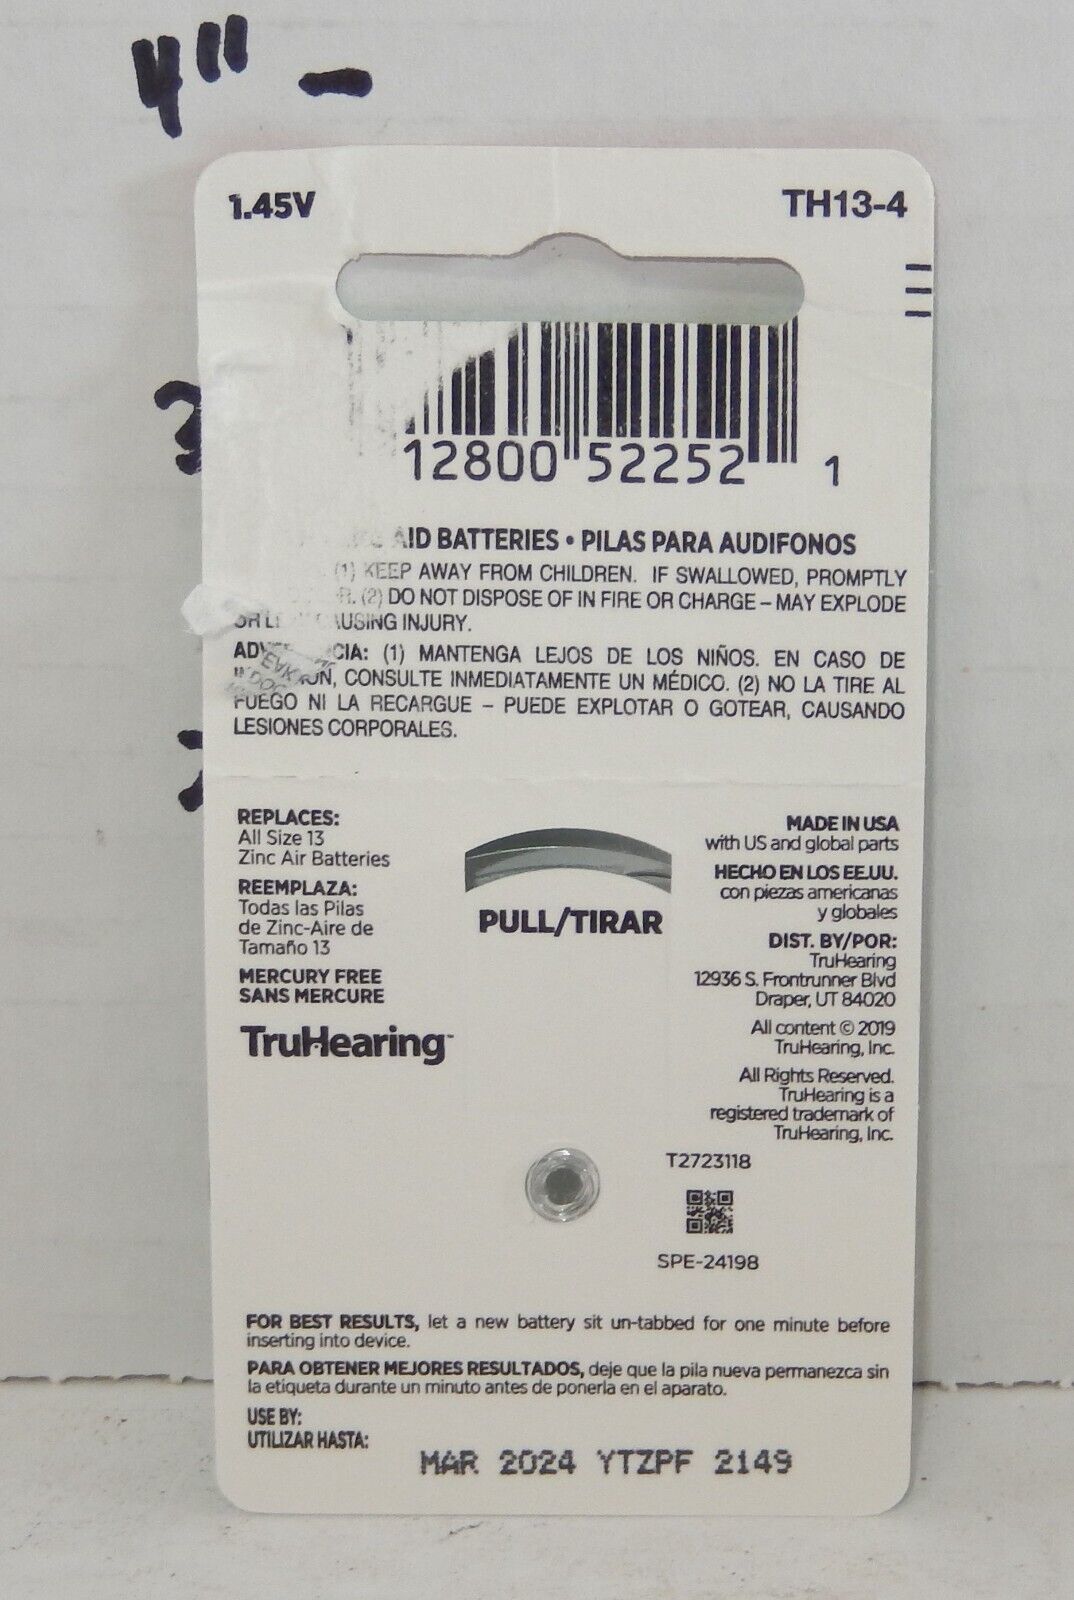 4" -
1.45V
TH13-4
12800 52252 1
AID BATTERIES • PILAS PARA AUDIFONOS
(1) KEEP AWAY FROM CHILDREN. IF SWALLOWED, PROMPTLY
(2) DO NOT DISPOSE OF IN FIRE OR CHARGE – MAY EXPLODE
OR CAUSING INJURY.
(1) MANTENGA LEJOS DE LOS NIÑOS. EN CASO DE
CONSULTE INMEDIATAMENTE UN MÉDICO. (2) NO LA TIRE AL
FUEGO NI LA RECARGUE – PUEDE EXPLOTAR O GOTEAR, CAUSANDO
LESIONES CORPORALES.
REPLACES:
All Size 13
Zinc Air Batteries
REEMPLAZA:
Todas las Pilas
de Zinc-Aire de
Tamaño 13
MERCURY FREE
SANS MERCURE
TruHearing™
PULL/TIRAR
MADE IN USA
with US and global parts
HECHO EN LOS EE.UU.
con piezas americanas
y globales
DIST. BY/POR:
TruHearing
12936 S. Frontrunner Blvd
Draper, UT 84020
All content © 2019
TruHearing, Inc.
All Rights Reserved.
TruHearing is a
registered trademark of
TruHearing, Inc.
T2723118
SPE-24198
FOR BEST RESULTS, let a new battery sit un-tabbed for one minute before
inserting into device.
PARA OBTENER MEJORES RESULTADOS, deje que la pila nueva permanezca sin
la etiqueta durante un minuto antes de ponerla en el aparato.
USE BY:
UTILIZAR HASTA:
MAR 2024 YTZPF 2149